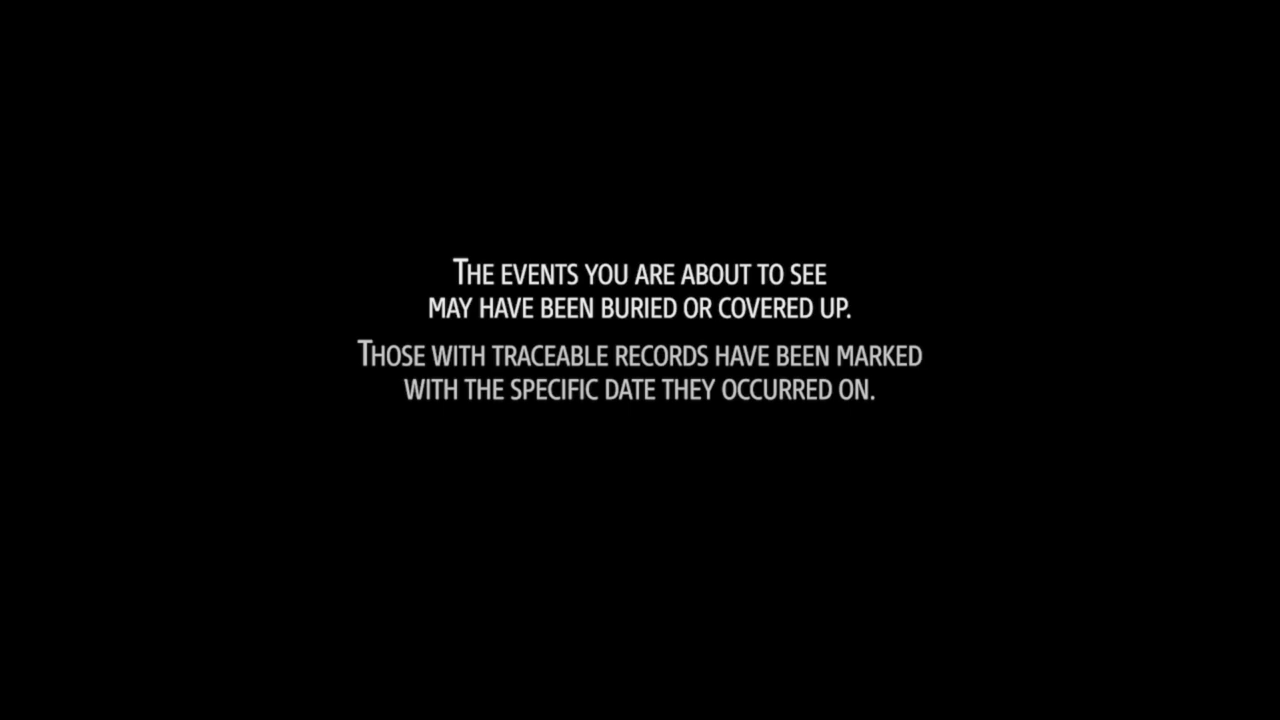 The events you are about to see
may have been buried or covered up.
Those with traceable records have been marked
with the specific date they occurred on.